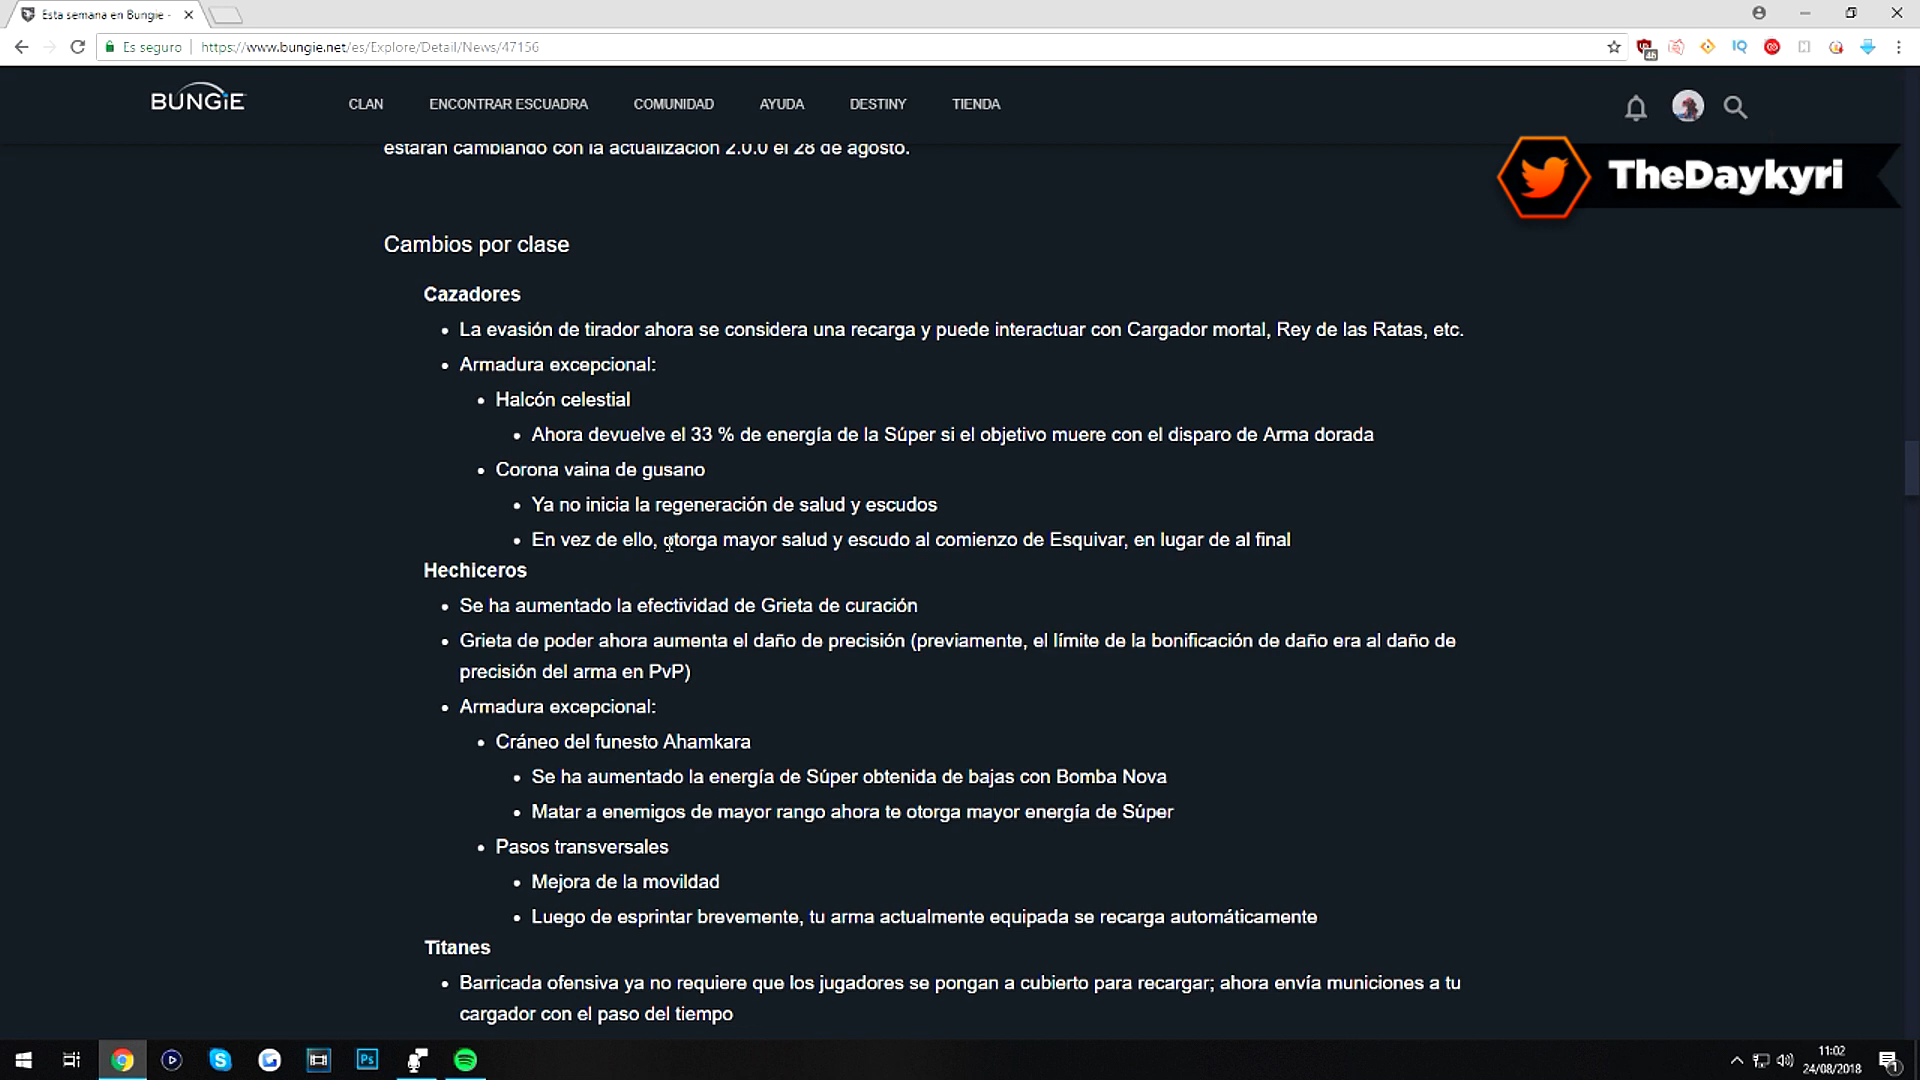 Esta semana en Bungie -
Es seguro
https://www.bungie.net/es/Explore/Detail/News/47156
46
IQ
BUNGiE
CLAN
ENCONTRAR ESCUADRA
COMUNIDAD
AYUDA
DESTINY
TIENDA
estarán cambiando con la actualización 2.0.0 el 28 de agosto.
TheDaykyri
Cambios por clase
Cazadores
La evasión de tirador ahora se considera una recarga y puede interactuar con Cargador mortal, Rey de las Ratas, etc.
Armadura excepcional:
Halcón celestial
Ahora devuelve el 33 % de energía de la Súper si el objetivo muere con el disparo de Arma dorada
Corona vaina de gusano
Ya no inicia la regeneración de salud y escudos
En vez de ello, otorga mayor salud y escudo al comienzo de Esquivar, en lugar de al final
Hechiceros
Se ha aumentado la efectividad de Grieta de curación
Grieta de poder ahora aumenta el daño de precisión (previamente, el límite de la bonificación de daño era al daño de
precisión del arma en PvP)
Armadura excepcional:
Cráneo del funesto Ahamkara
Se ha aumentado la energía de Súper obtenida de bajas con Bomba Nova
Matar a enemigos de mayor rango ahora te otorga mayor energía de Súper
Pasos transversales
Mejora de la movildad
Luego de esprintar brevemente, tu arma actualmente equipada se recarga automáticamente
Titanes
Barricada ofensiva ya no requiere que los jugadores se pongan a cubierto para recargar; ahora envía municiones a tu
cargador con el paso del tiempo
Ps
11:02
24/08/2018
1